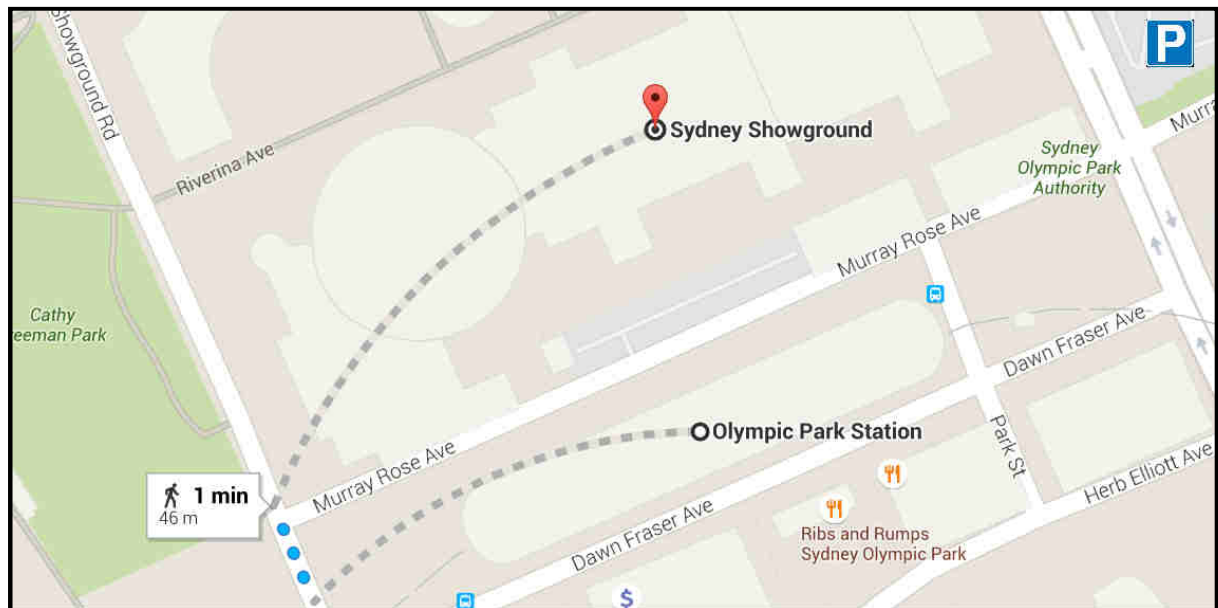 Showground Rd
P
Sydney Showground
Murra
Riverina Ave
Sydney
Olympic Park
Authority
Murray Rose Ave
Cathy
reeman Park
Dawn Fraser Ave
Olympic Park Station
Park St
Murray Rose Ave
1 min
46 m
Herb Elliott Ave
Dawn Fraser Ave
Ribs and Rumps
Sydney Olympic Park
$